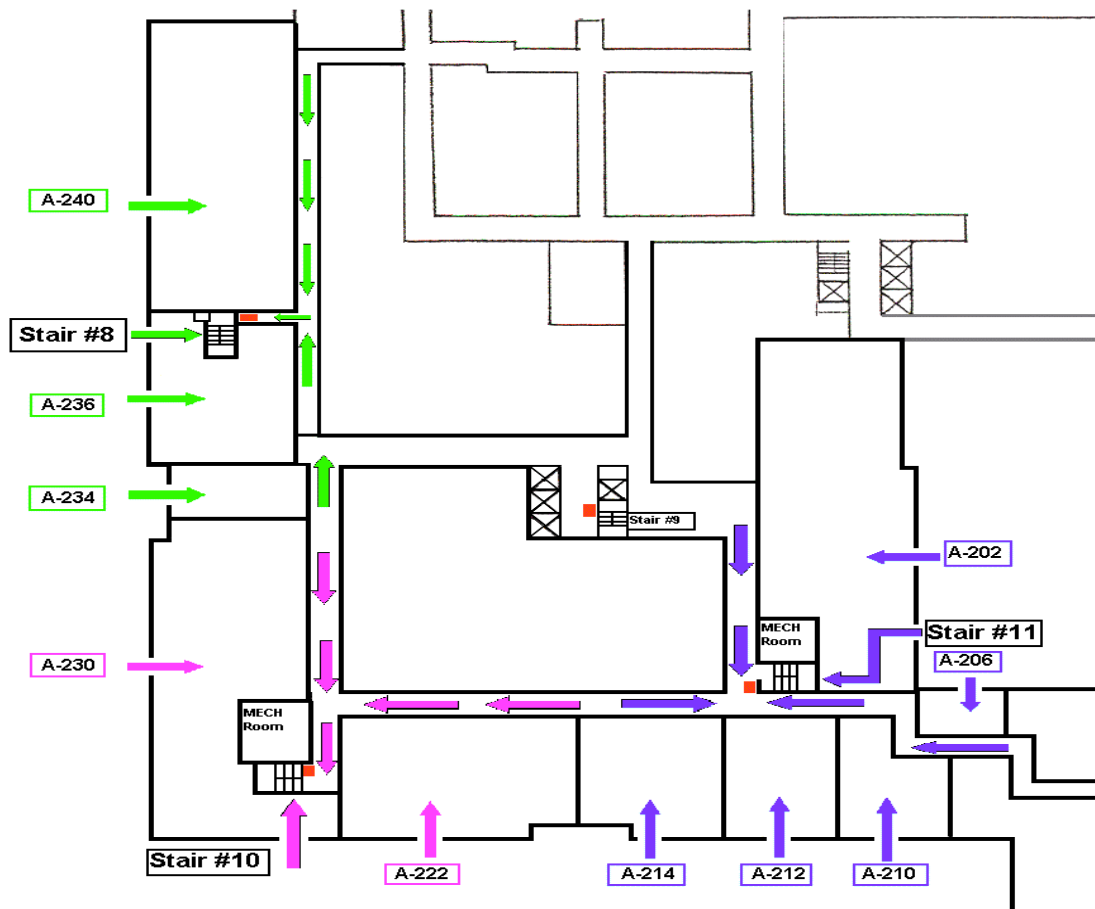 A-240
Stair #8
A-236
A-234
Stair #9
A-202
MECH
Room
Stair #11
A-206
A-230
MECH
Room
Stair #10
A-222
A-214
A-212
A-210